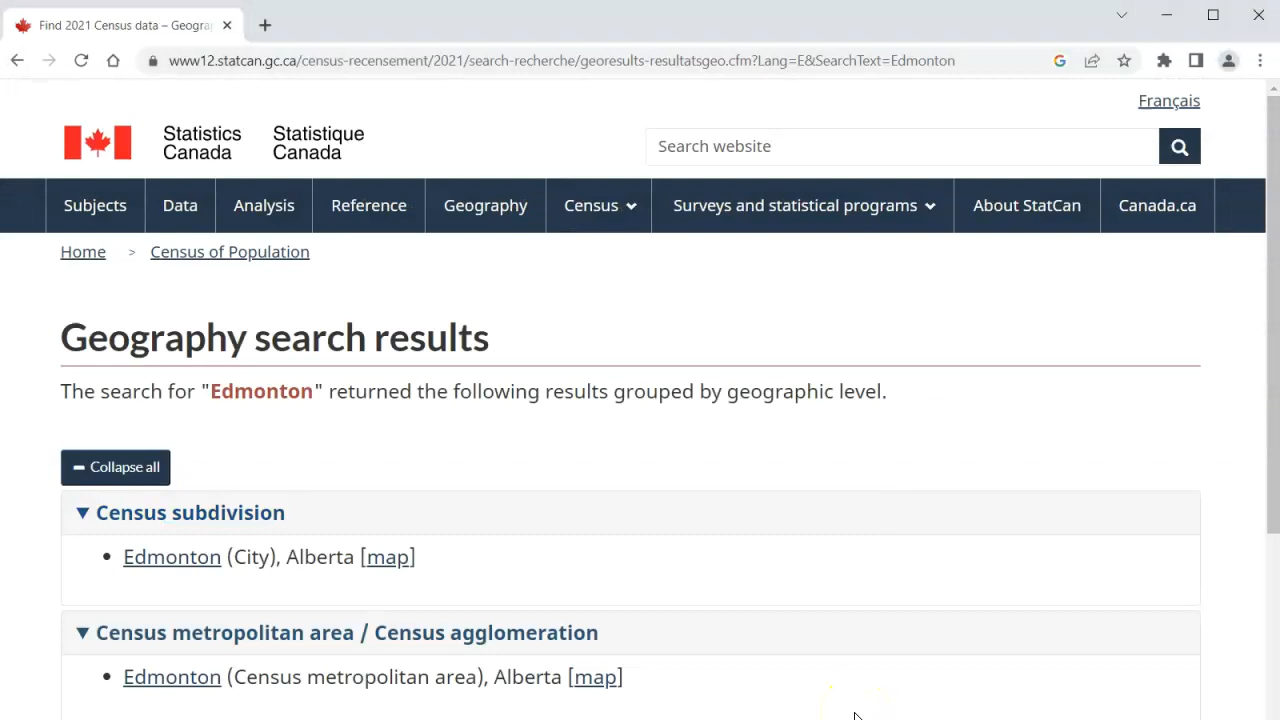 Find 2021 Census data – Geogra
www12.statcan.gc.ca/census-recensement/2021/search-recherche/georesults-resultatsgeo.cfm?Lang=E&SearchText=Edmonton
Français
Statistics Canada
Statistique Canada
Search website
Subjects Data Analysis Reference Geography Census Surveys and statistical programs About StatCan Canada.ca
Home > Census of Population
Geography search results
The search for "Edmonton" returned the following results grouped by geographic level.
Collapse all
Census subdivision
Edmonton (City), Alberta [map]
Census metropolitan area / Census agglomeration
Edmonton (Census metropolitan area), Alberta [map]